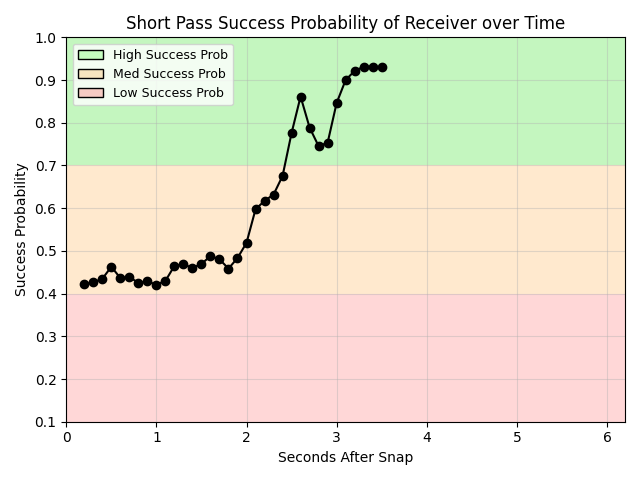 Short Pass Success Probability of Receiver over Time
High Success Prob
Med Success Prob
Low Success Prob
Success Probability
1.0
0.9
0.8
0.7
0.6
0.5
0.4
0.3
0.2
0.1
0 1 2 3 4 5 6
Seconds After Snap